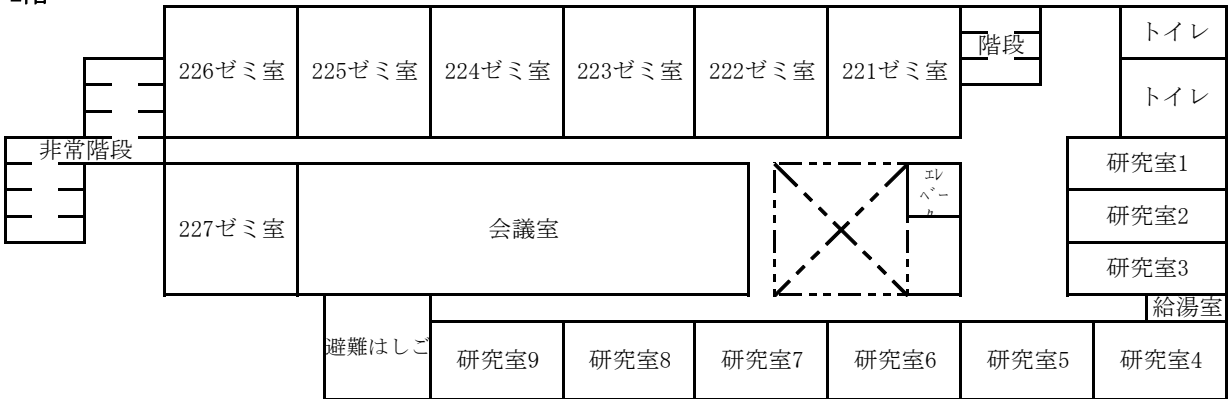 階段
トイレ
226ゼミ室
225ゼミ室
224ゼミ室
223ゼミ室
222ゼミ室
221ゼミ室
トイレ
非常階段
研究室1
エレ
ベー
227ゼミ室
会議室
研究室2
研究室3
給湯室
避難はしご
研究室9
研究室8
研究室7
研究室6
研究室5
研究室4